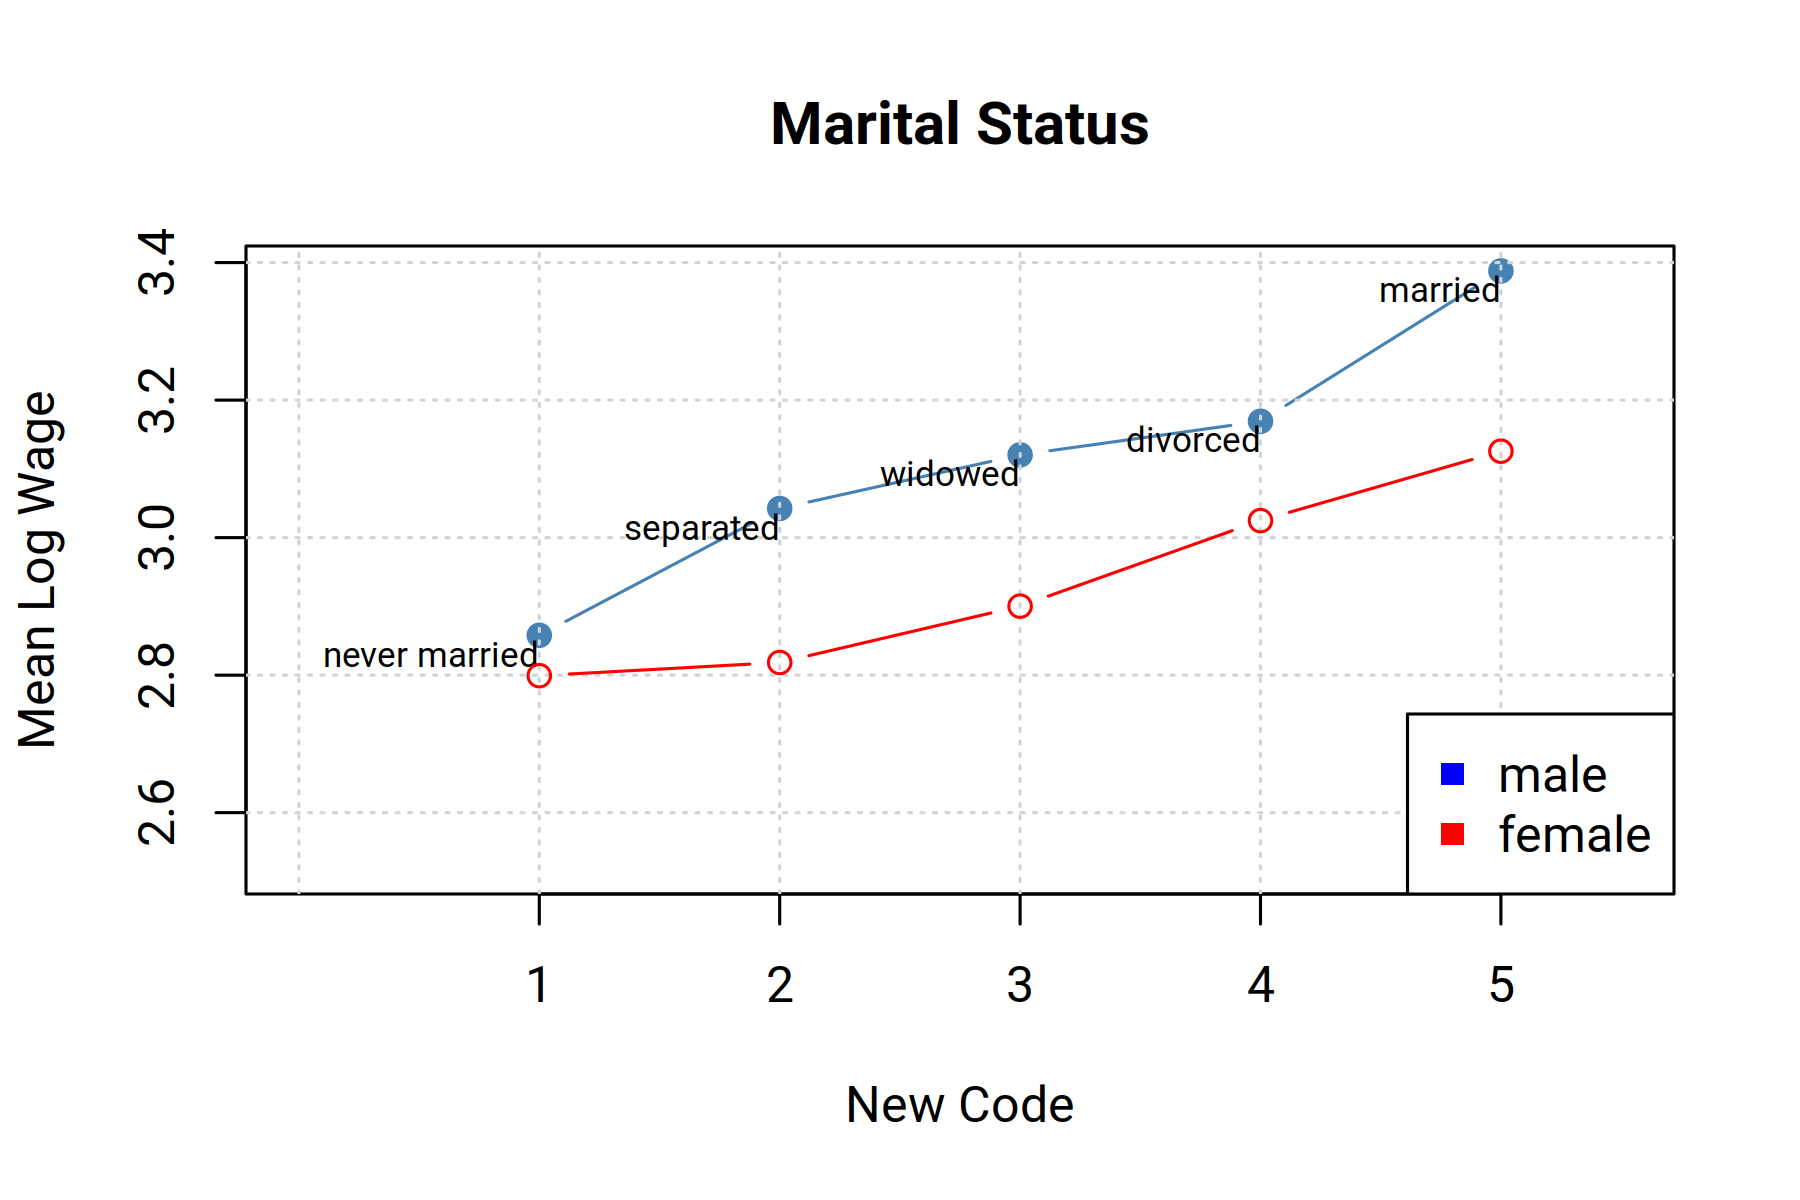 Marital Status
Mean Log Wage
3.4
3.2
3.0
2.8
2.6
married
divorced
widowed
separated
never married
male
female
1 2 3 4 5
New Code